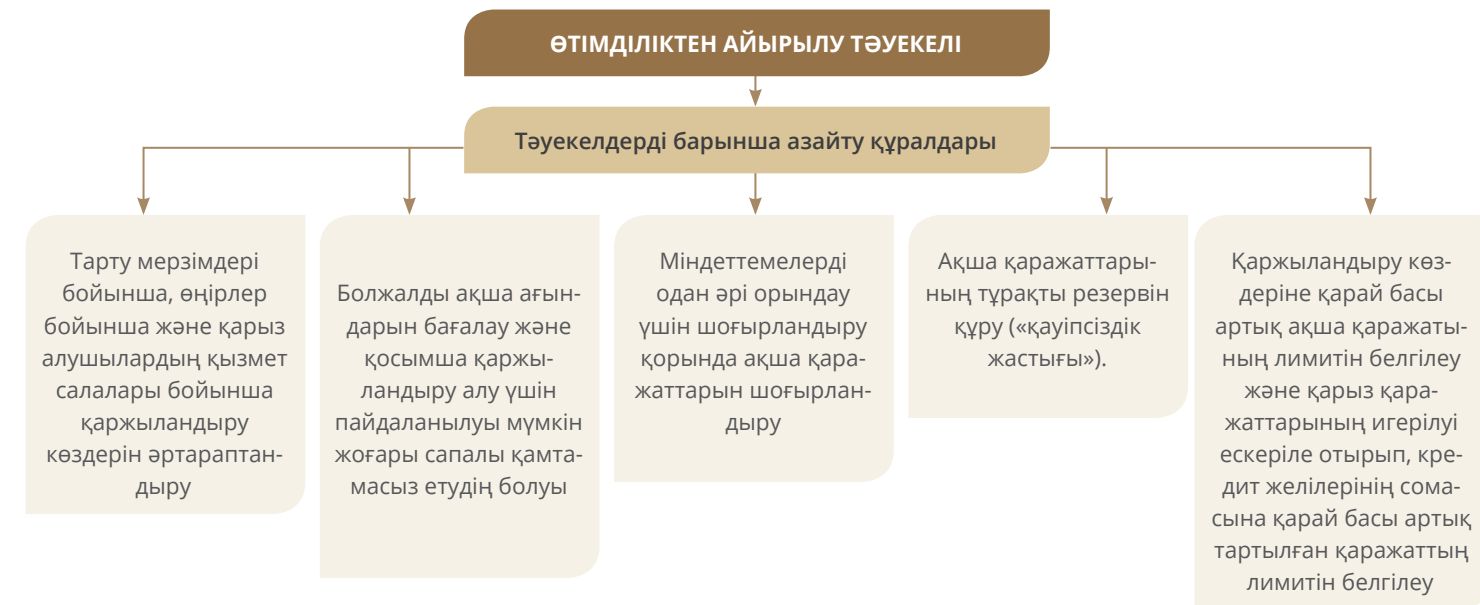 ӨТІМДІЛІКТЕН АЙЫРЫЛУ ТӘУЕКЕЛІ
Тәуекелдерді барынша азайту құралдары
Тарту мерзімдері
бойынша, өңірлер
бойынша және қарыз
алушылардың қызмет
салалары бойынша
қаржыландыру
көздерін әртараптан-
дыру
Болжалды ақша ағын-
дарын бағалау және
қосымша қаржы-
ландыру алу үшін
пайдаланылуы мүмкін
жоғары сапалы қамта-
масыз етудің болуы
Міндеттемелерді
одан әрі орындау
үшін шоғырландыру
қорында ақша қара-
жаттарын шоғырлан-
дыру
Ақша қаражаттары-
ның тұрақты резервін
құру («қауіпсіздік
жастығы»).
Қаржыландыру көз-
деріне қарай басы
артық ақша қаражаты-
ның лимитін белгілеу
және қарыз қара-
жаттарының игерілуі
ескеріле отырып, кре-
дит желілерінің сома-
сына қарай басы артық
тартылған қаражаттың
лимитін белгілеу